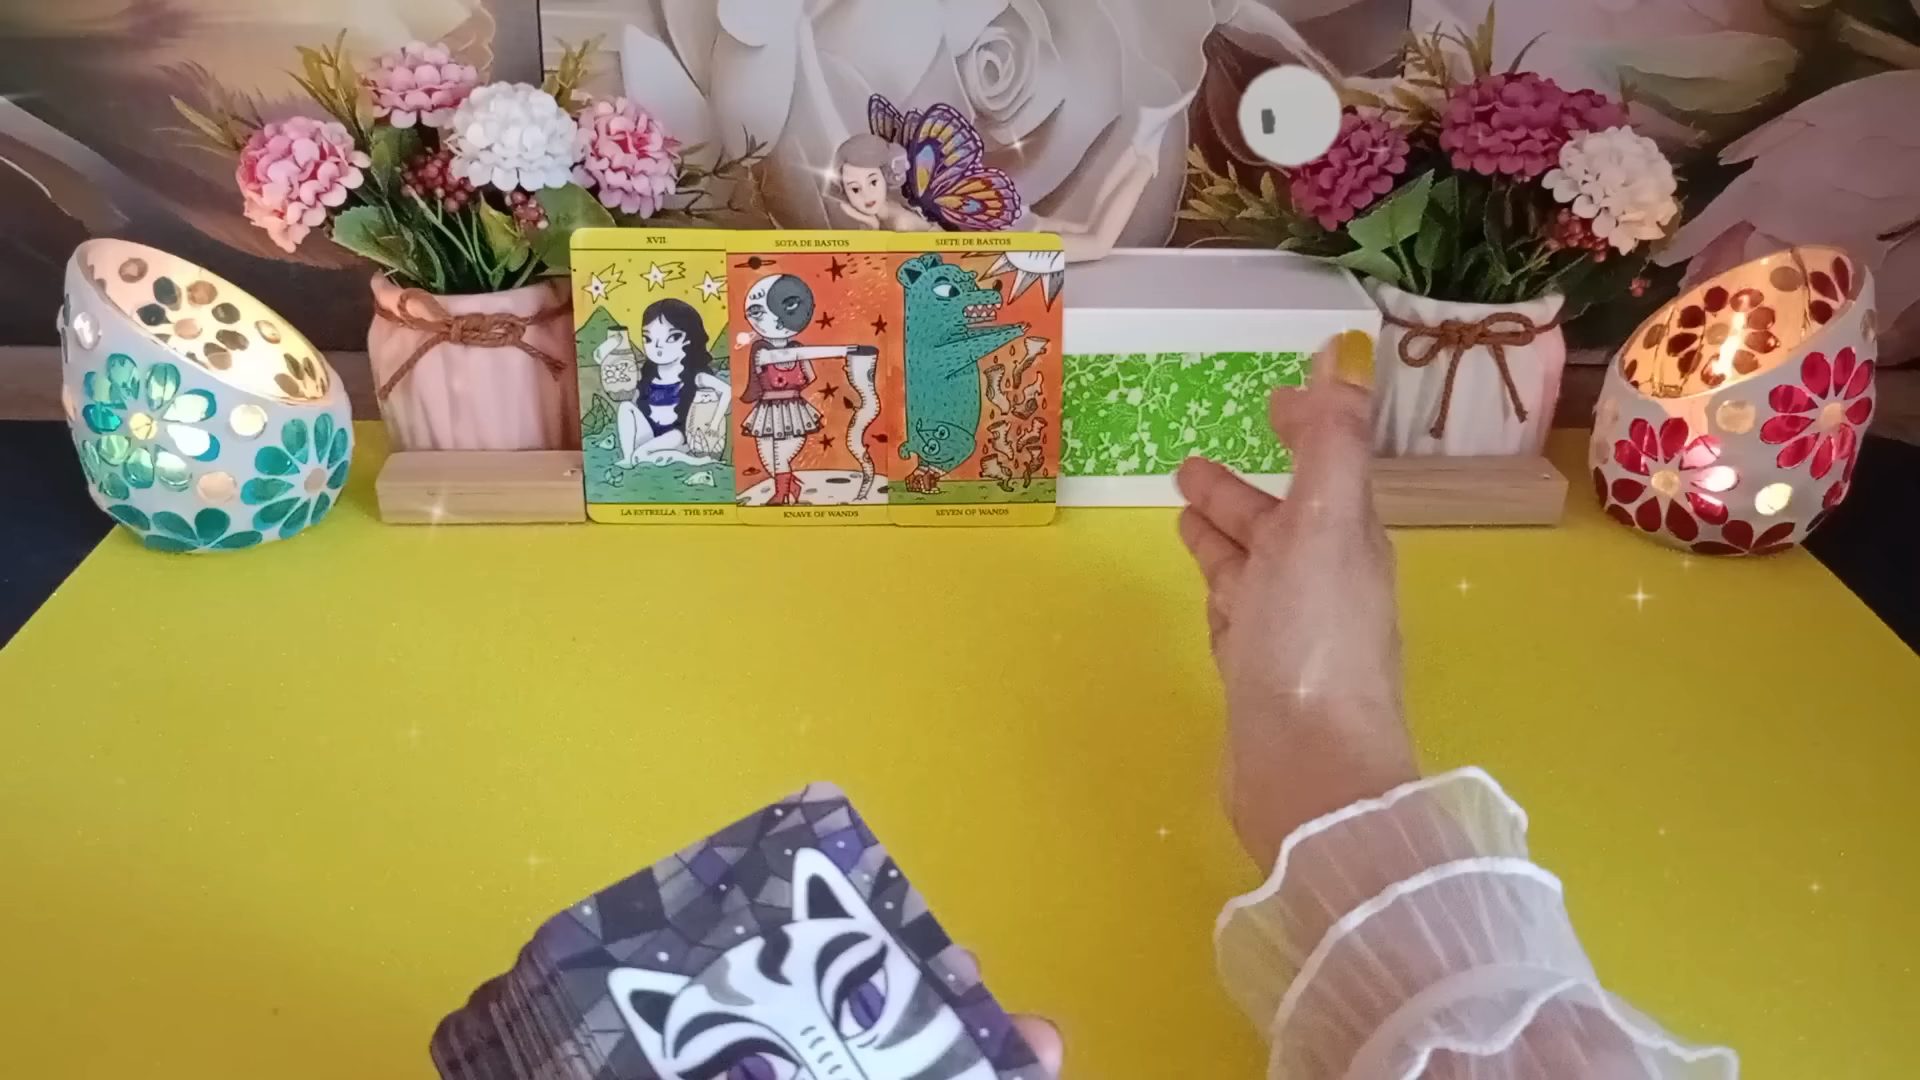 XVII.
SOTA DE BASTOS
SIETE DE BASTOS
LA ESTRELLA / THE STAR
KNAVE OF WANDS
SEVEN OF WANDS